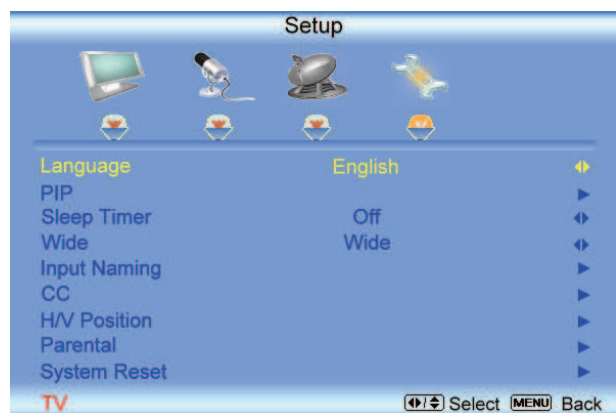 Setup
Language English
PIP
Sleep Timer Off
Wide Wide
Input Naming
CC
H/V Position
Parental
System Reset
TV Select MENU Back